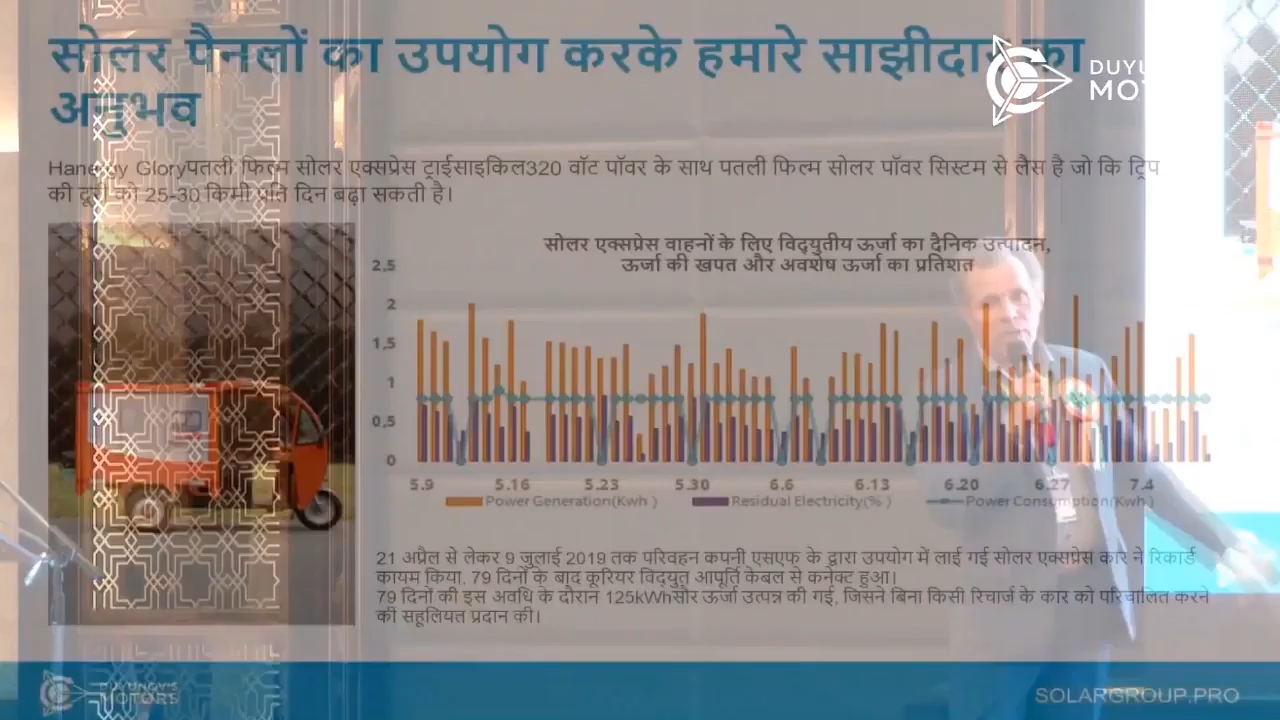 सोलर पैनलों का उपयोग करके हमारे साझीदार का
अनुभव
DUYU
MOT
Gloryपतली फिल्म सोलर एक्सप्रेस ट्राईसाइकिल320 वॉट पॉवर के साथ पतली फिल्म सोलर पॉवर सिस्टम से लैस है जो कि ट्रिप
की दूरी को 25-30 किमी प्रति दिन बढ़ा सकती है।
सोलर एक्सप्रेस वाहनों के लिए विद्युतीय ऊर्जा का दैनिक उत्पादन,
ऊर्जा की खपत और अवशेष ऊर्जा का प्रतिशत
2,5
2
1,5
1
0,5
0
5.9 5.16 5.23 5.30 6.6 6.13 6.20 6.27 7.4
Power Generation(Kwh ) Residual Electricity(% ) Power Consumption(Kwh )
21 अप्रैल से लेकर 9 जुलाई 2019 तक परिवहन कंपनी एसएफ के द्वारा उपयोग में लाई गई सोलर एक्सप्रेस कार ने रिकार्ड
कायम किया, 79 दिनों के बाद कूरियर विद्युत आपूर्ति केबल से कनेक्ट हुआ।
79 दिनों की इस अवधि के दौरान 125kWhसौर ऊर्जा उत्पन्न की गई, जिसने बिना किसी रिचार्ज के कार को परिचालित करने
की सहूलियत प्रदान की।
DUYUNOV'S
MOTORS
SOLARGROUP.PRO